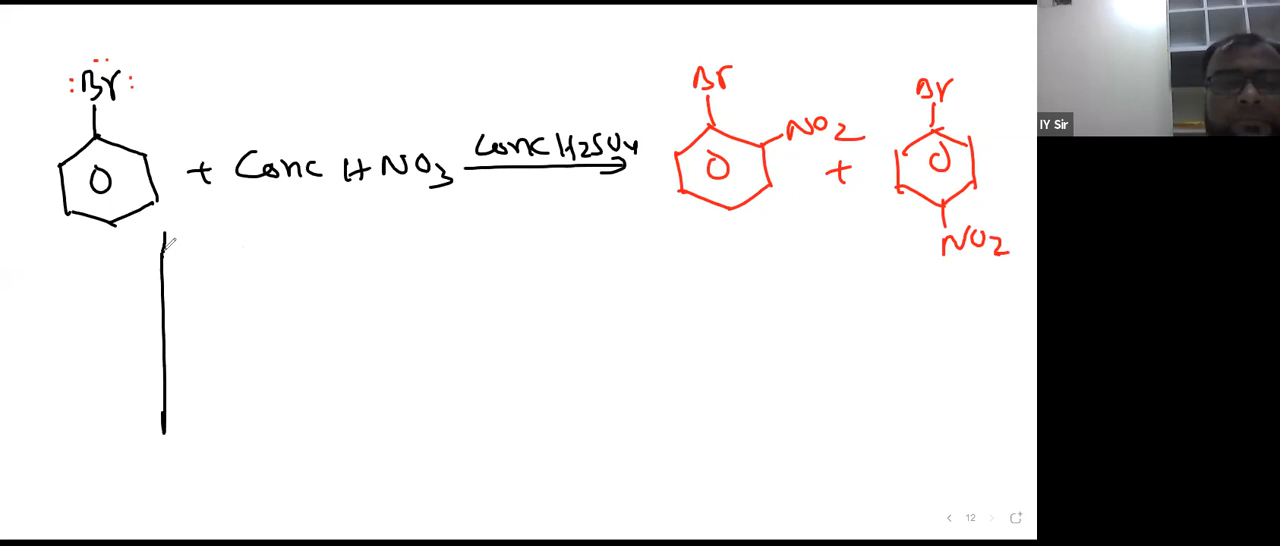 :Br:
Br
Br
+ Conc HNO3
Conc H2SO4
NO2
+
NO2
IY Sir
12